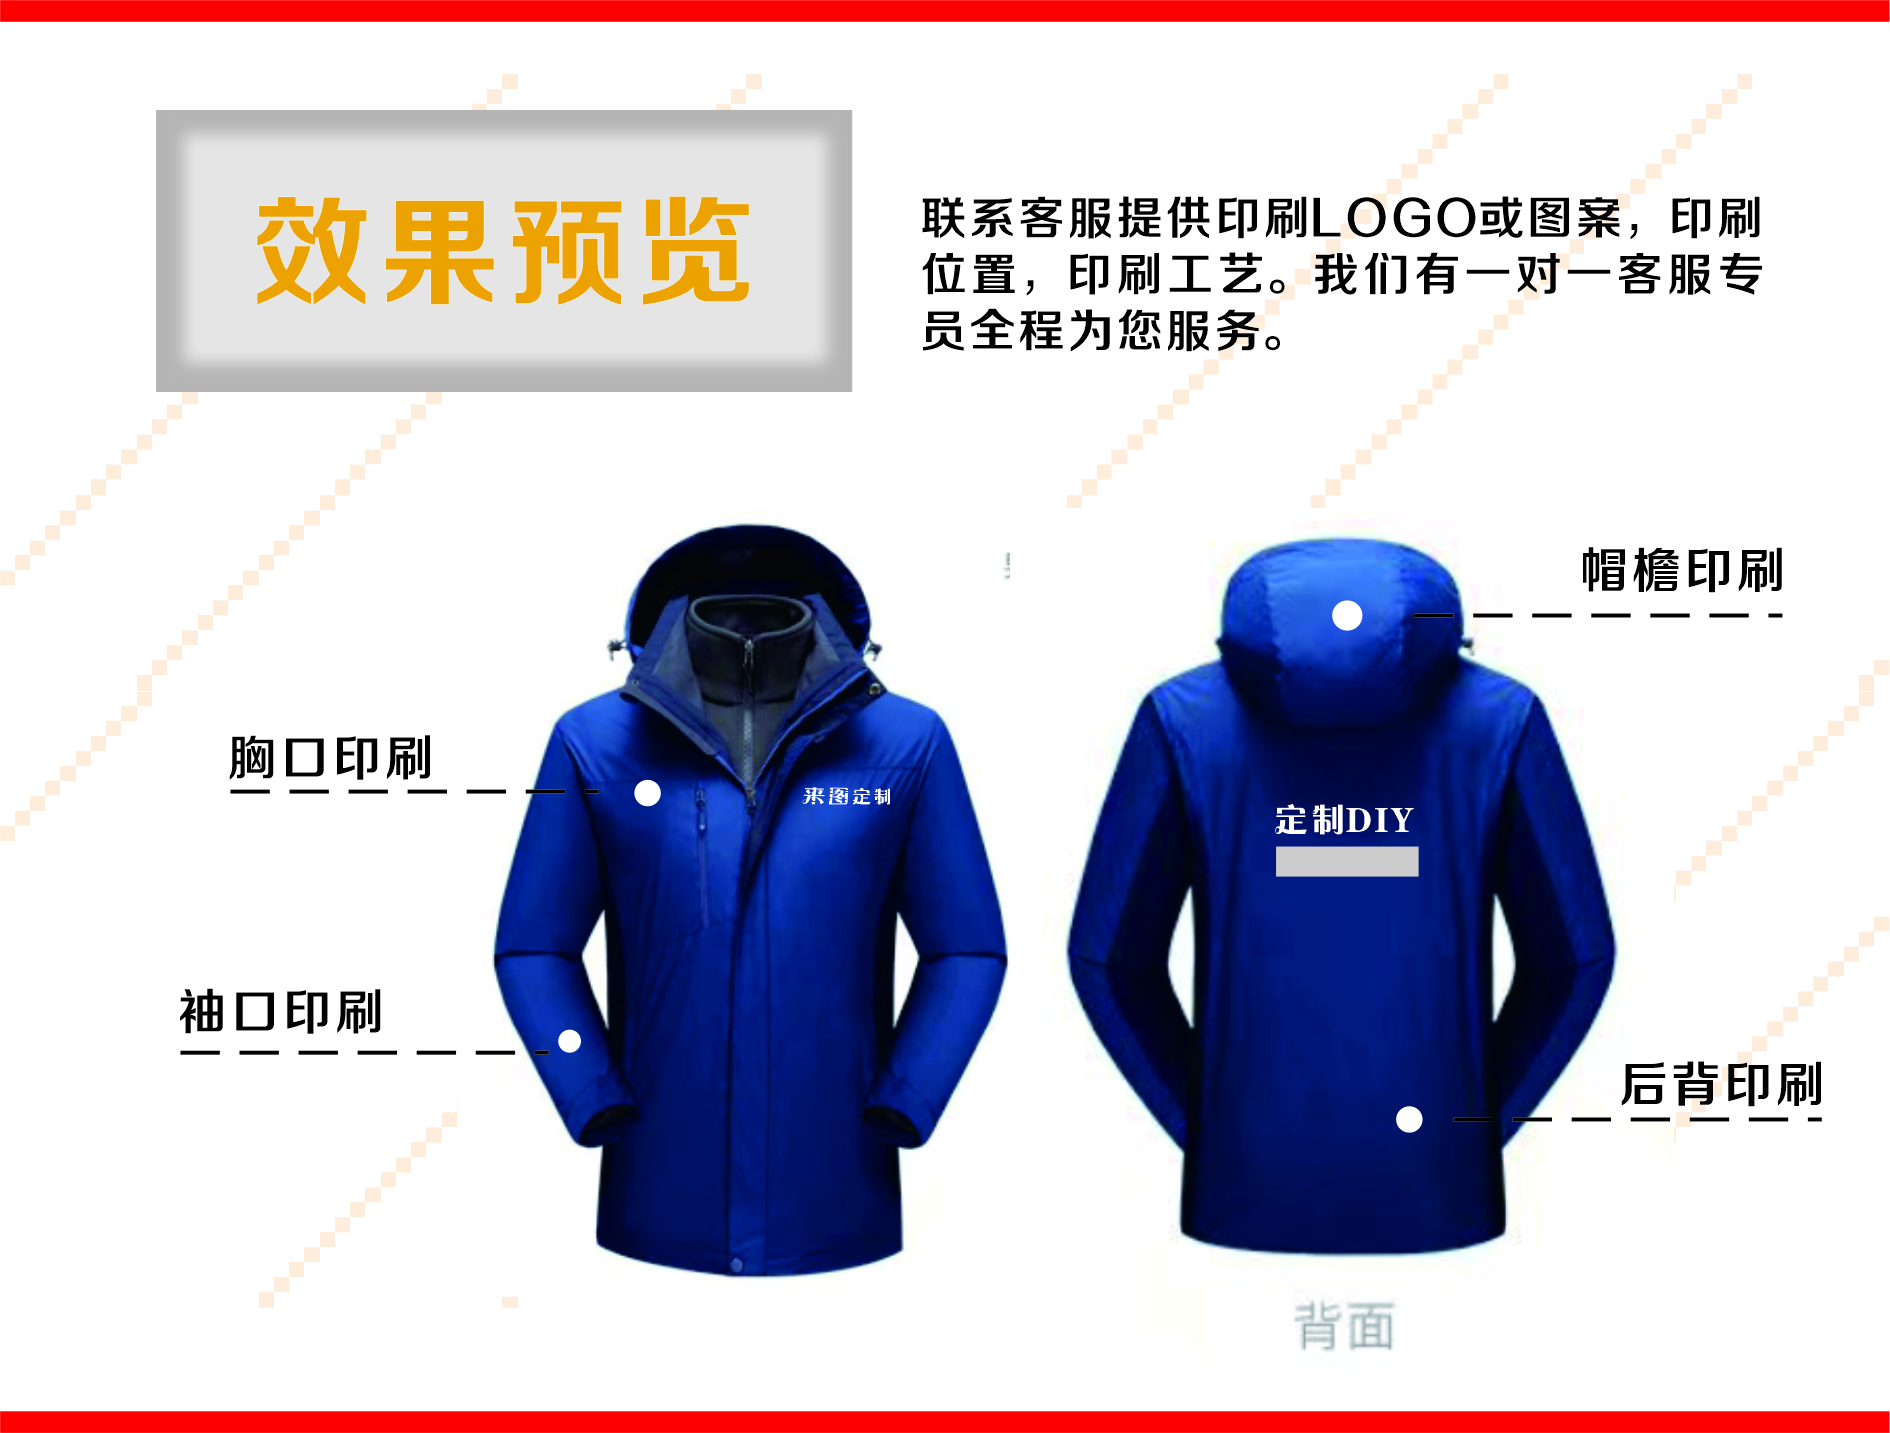 效果预览
联系客服提供印刷LOGO或图案，印刷
位置，印刷工艺。我们有一对一客服专
员全程为您服务。
帽檐印刷
胸口印刷
来图定制
定制DIY
袖口印刷
后背印刷
背面